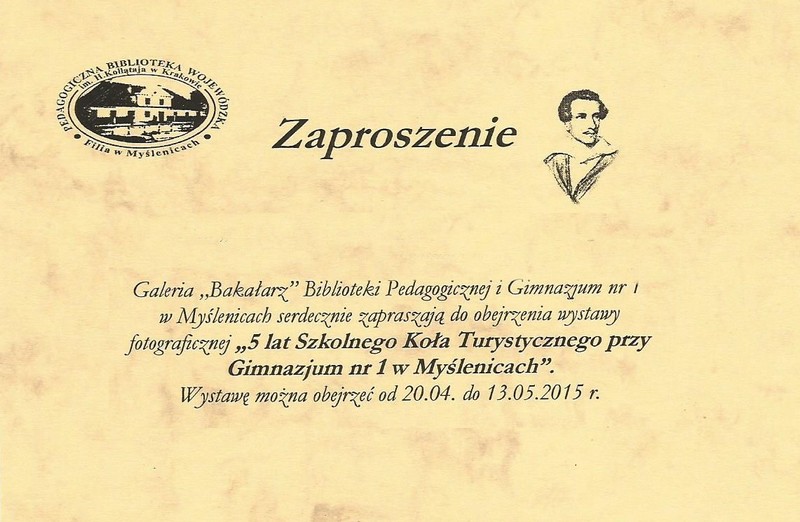 PEDAGOGICZNA BIBLIOTEKA WOJEWÓDZKA
im. H.Kołłątaja w Krakowie
• Filia w Myślenicach •
Zaproszenie
Galeria „Bakałarz” Biblioteki Pedagogicznej i Gimnazjum nr 1
w Myślenicach serdecznie zapraszają do obejrzenia wystawy
fotograficznej „5 lat Szkolnego Koła Turystycznego przy
Gimnazjum nr 1 w Myślenicach”.
Wystawę można obejrzeć od 20.04. do 13.05.2015 r.